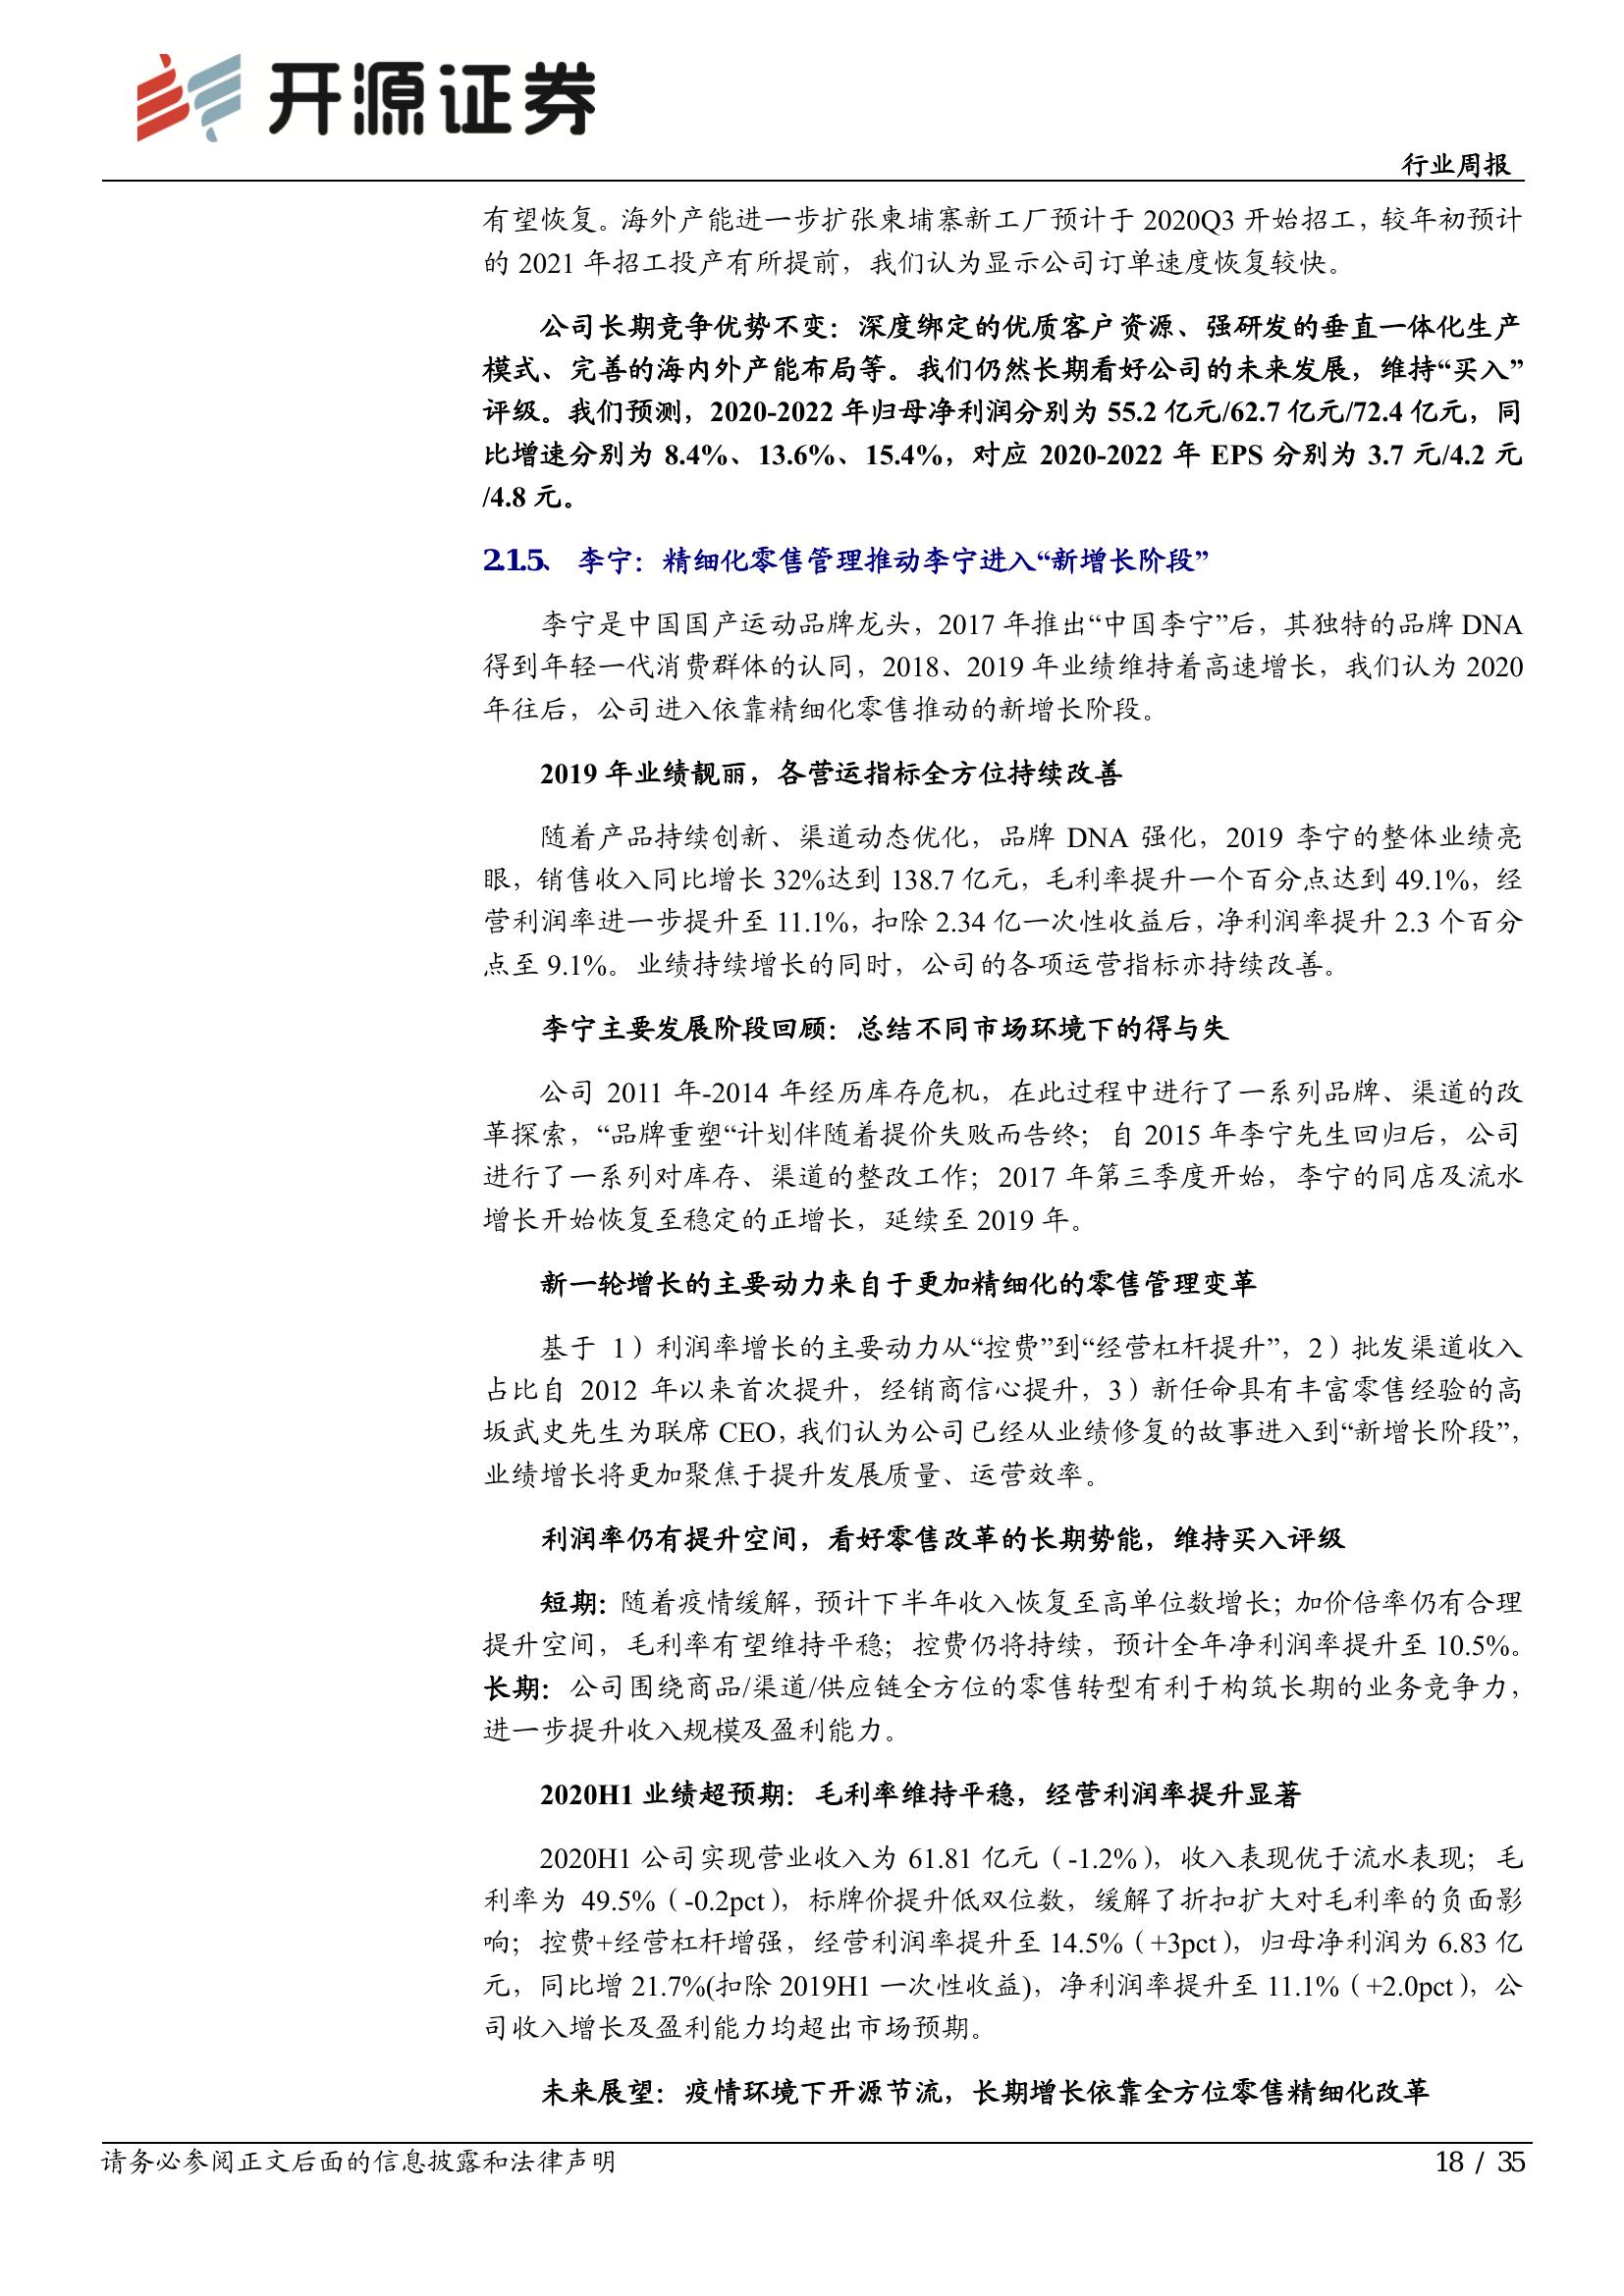 开源证券
行业周报
有望恢复。海外产能进一步扩张柬埔寨新工厂预计于 2020Q3 开始招工，较年初预计
的 2021 年招工投产有所提前，我们认为显示公司订单速度恢复较快。
公司长期竞争优势不变：深度绑定的优质客户资源、强研发的垂直一体化生产
模式、完善的海内外产能布局等。我们仍然长期看好公司的未来发展，维持“买入”
评级。我们预测，2020-2022 年归母净利润分别为 55.2 亿元/62.7 亿元/72.4 亿元，同
比增速分别为 8.4%、13.6%、15.4%，对应 2020-2022 年 EPS 分别为 3.7 元/4.2 元
/4.8 元。
2.1.5、 李宁：精细化零售管理推动李宁进入“新增长阶段”
李宁是中国国产运动品牌龙头，2017 年推出“中国李宁”后，其独特的品牌 DNA
得到年轻一代消费群体的认同，2018、2019 年业绩维持着高速增长，我们认为 2020
年往后，公司进入依靠精细化零售推动的新增长阶段。
2019 年业绩靓丽，各营运指标全方位持续改善
随着产品持续创新、渠道动态优化，品牌 DNA 强化，2019 李宁的整体业绩亮
眼，销售收入同比增长 32%达到 138.7 亿元，毛利率提升一个百分点达到 49.1%，经
营利润率进一步提升至 11.1%，扣除 2.34 亿一次性收益后，净利润率提升 2.3 个百分
点至 9.1%。业绩持续增长的同时，公司的各项运营指标亦持续改善。
李宁主要发展阶段回顾：总结不同市场环境下的得与失
公司 2011 年-2014 年经历库存危机，在此过程中进行了一系列品牌、渠道的改
革探索，“品牌重塑“计划伴随着提价失败而告终；自 2015 年李宁先生回归后，公司
进行了一系列对库存、渠道的整改工作；2017 年第三季度开始，李宁的同店及流水
增长开始恢复至稳定的正增长，延续至 2019 年。
新一轮增长的主要动力来自于更加精细化的零售管理变革
基于 1）利润率增长的主要动力从“控费”到“经营杠杆提升”，2）批发渠道收入
占比自 2012 年以来首次提升，经销商信心提升，3）新任命具有丰富零售经验的高
坂武史先生为联席 CEO，我们认为公司已经从业绩修复的故事进入到“新增长阶段”，
业绩增长将更加聚焦于提升发展质量、运营效率。
利润率仍有提升空间，看好零售改革的长期势能，维持买入评级
短期：随着疫情缓解，预计下半年收入恢复至高单位数增长；加价倍率仍有合理
提升空间，毛利率有望维持平稳；控费仍将持续，预计全年净利润率提升至 10.5%。
长期：公司围绕商品/渠道/供应链全方位的零售转型有利于构筑长期的业务竞争力，
进一步提升收入规模及盈利能力。
2020H1 业绩超预期：毛利率维持平稳，经营利润率提升显著
2020H1 公司实现营业收入为 61.81 亿元（-1.2%），收入表现优于流水表现；毛
利率为 49.5%（-0.2pct），标牌价提升低双位数，缓解了折扣扩大对毛利率的负面影
响；控费+经营杠杆增强，经营利润率提升至 14.5%（+3pct），归母净利润为 6.83 亿
元，同比增 21.7%(扣除 2019H1 一次性收益)，净利润率提升至 11.1%（+2.0pct），公
司收入增长及盈利能力均超出市场预期。
未来展望：疫情环境下开源节流，长期增长依靠全方位零售精细化改革
请务必参阅正文后面的信息披露和法律声明
18 / 35